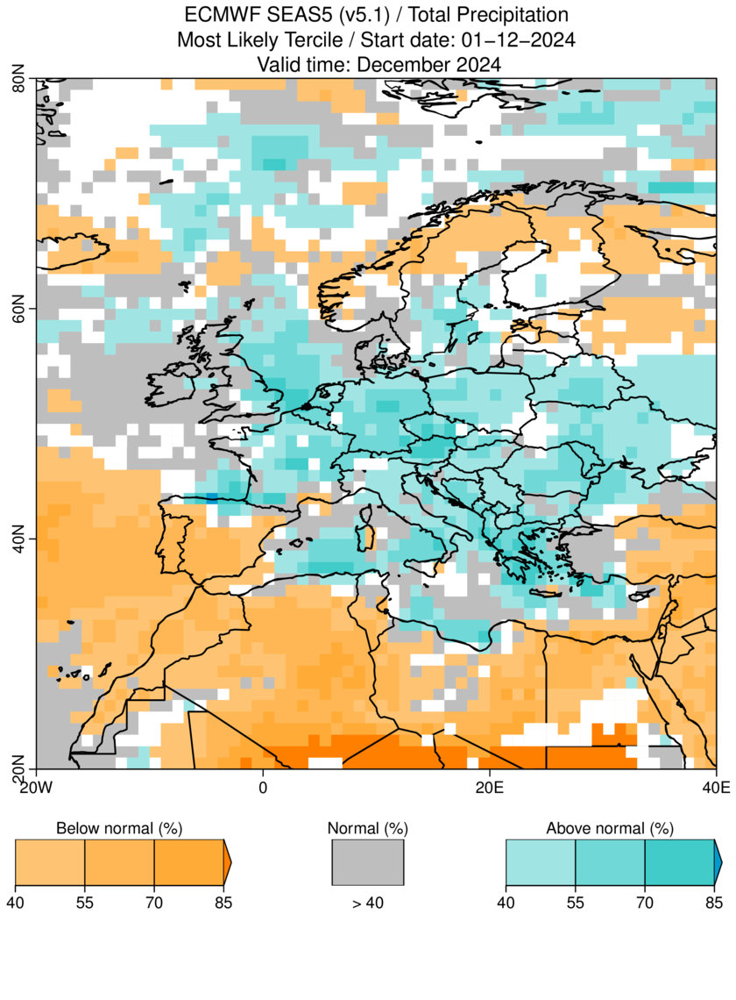 ECMWF SEAS5 (v5.1) / Total Precipitation
Most Likely Tercile / Start date: 01−12−2024
Valid time: December 2024
80N
60N
40N
20N
20W 0 20E 40E
Below normal (%) Normal (%) Above normal (%)
40 55 70 85 > 40 40 55 70 85